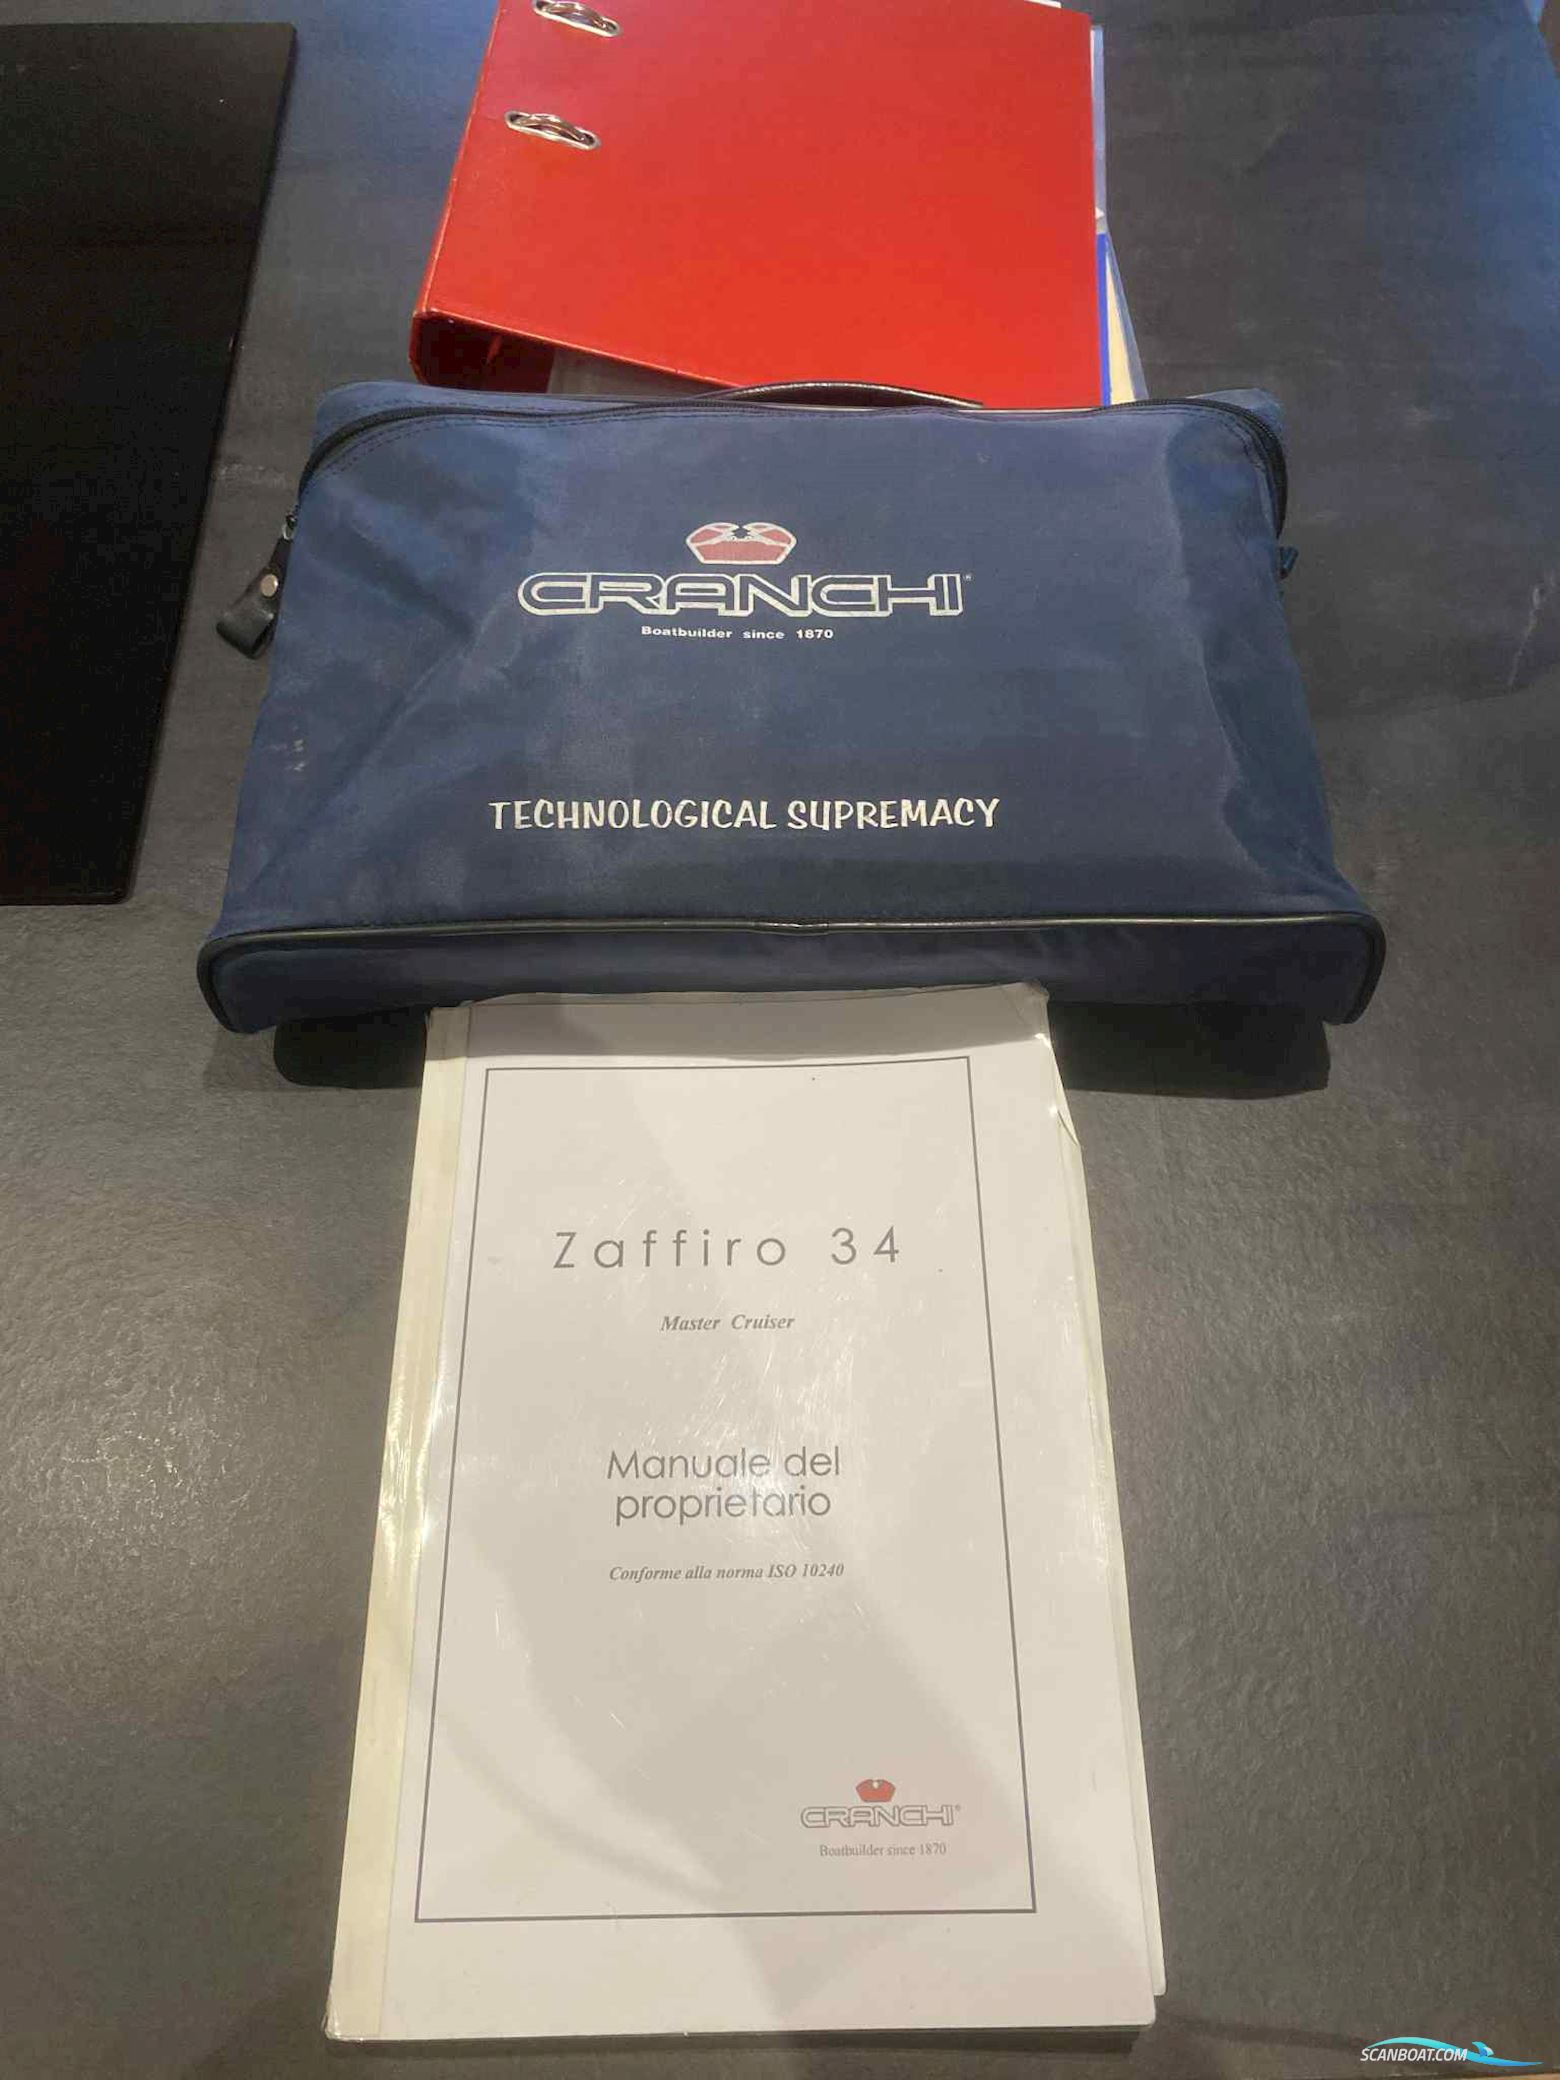 CRANCHI®
Boatbuilder since 1870
TECHNOLOGICAL SUPREMACY
Zaffiro 34
Master Cruiser
Manuale del
proprietario
Conforme alla norma ISO 10240
CRANCHI®
Boatbuilder since 1870
SCANBOAT.COM